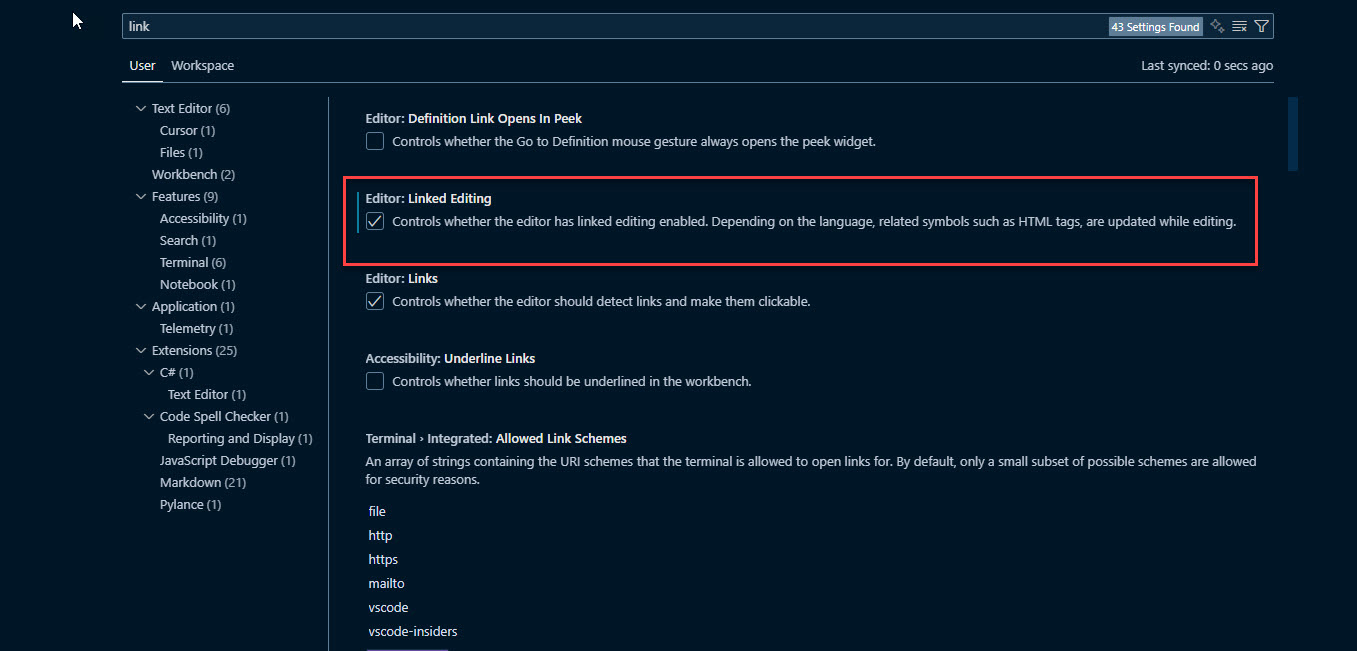 link
43 Settings Found
User Workspace
Last synced: 0 secs ago
Text Editor (6)
Cursor (1)
Files (1)
Workbench (2)
Features (9)
Accessibility (1)
Search (1)
Terminal (6)
Notebook (1)
Application (1)
Telemetry (1)
Extensions (25)
C# (1)
Text Editor (1)
Code Spell Checker (1)
Reporting and Display (1)
JavaScript Debugger (1)
Markdown (21)
Pylance (1)
Editor: Definition Link Opens In Peek
Controls whether the Go to Definition mouse gesture always opens the peek widget.
Editor: Linked Editing
Controls whether the editor has linked editing enabled. Depending on the language, related symbols such as HTML tags, are updated while editing.
Editor: Links
Controls whether the editor should detect links and make them clickable.
Accessibility: Underline Links
Controls whether links should be underlined in the workbench.
Terminal › Integrated: Allowed Link Schemes
An array of strings containing the URI schemes that the terminal is allowed to open links for. By default, only a small subset of possible schemes are allowed
for security reasons.
file
http
https
mailto
vscode
vscode-insiders